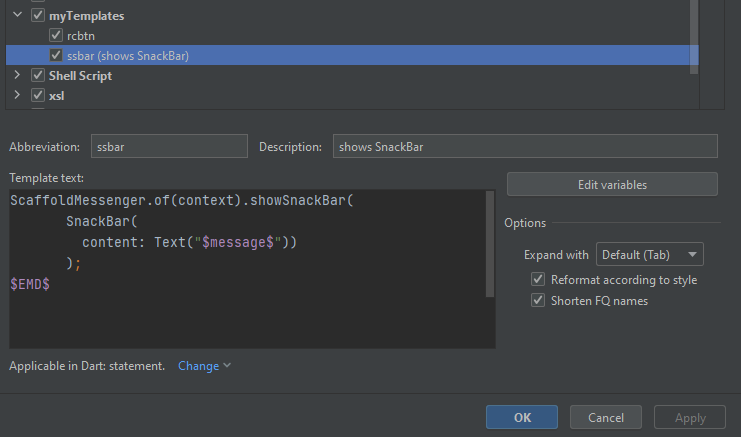 myTemplates
rcbtn
ssbar (shows SnackBar)
Shell Script
xsl
Abbreviation: ssbar Description: shows SnackBar
Template text:
ScaffoldMessenger.of(context).showSnackBar(
SnackBar(
content: Text("$message$"))
);
$EMD$
Edit variables
Options
Expand with Default (Tab)
Reformat according to style
Shorten FQ names
Applicable in Dart: statement. Change
OK Cancel Apply